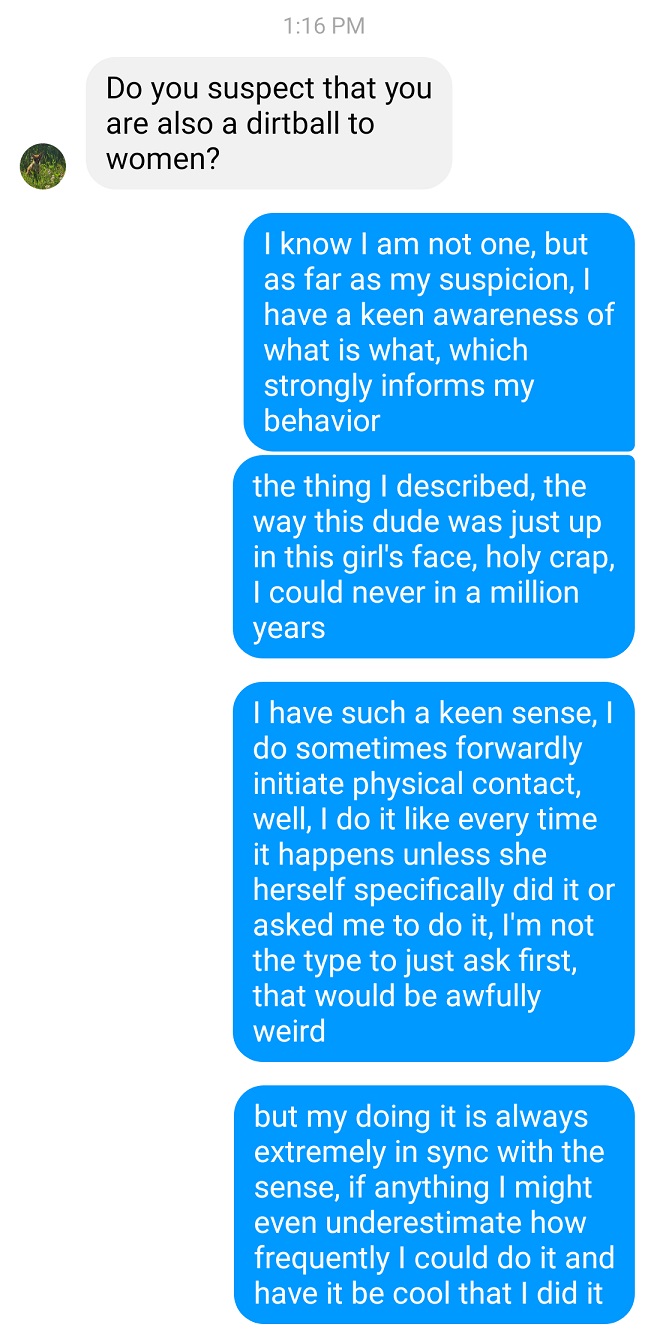 1:16 PM
Do you suspect that you
are also a dirtball to
women?
I know I am not one, but
as far as my suspicion, I
have a keen awareness of
what is what, which
strongly informs my
behavior
the thing I described, the
way this dude was just up
in this girl's face, holy crap,
I could never in a million
years
I have such a keen sense, I
do sometimes forwardly
initiate physical contact,
well, I do it like every time
it happens unless she
herself specifically did it or
asked me to do it, I'm not
the type to just ask first,
that would be awfully
weird
but my doing it is always
extremely in sync with the
sense, if anything I might
even underestimate how
frequently I could do it and
have it be cool that I did it